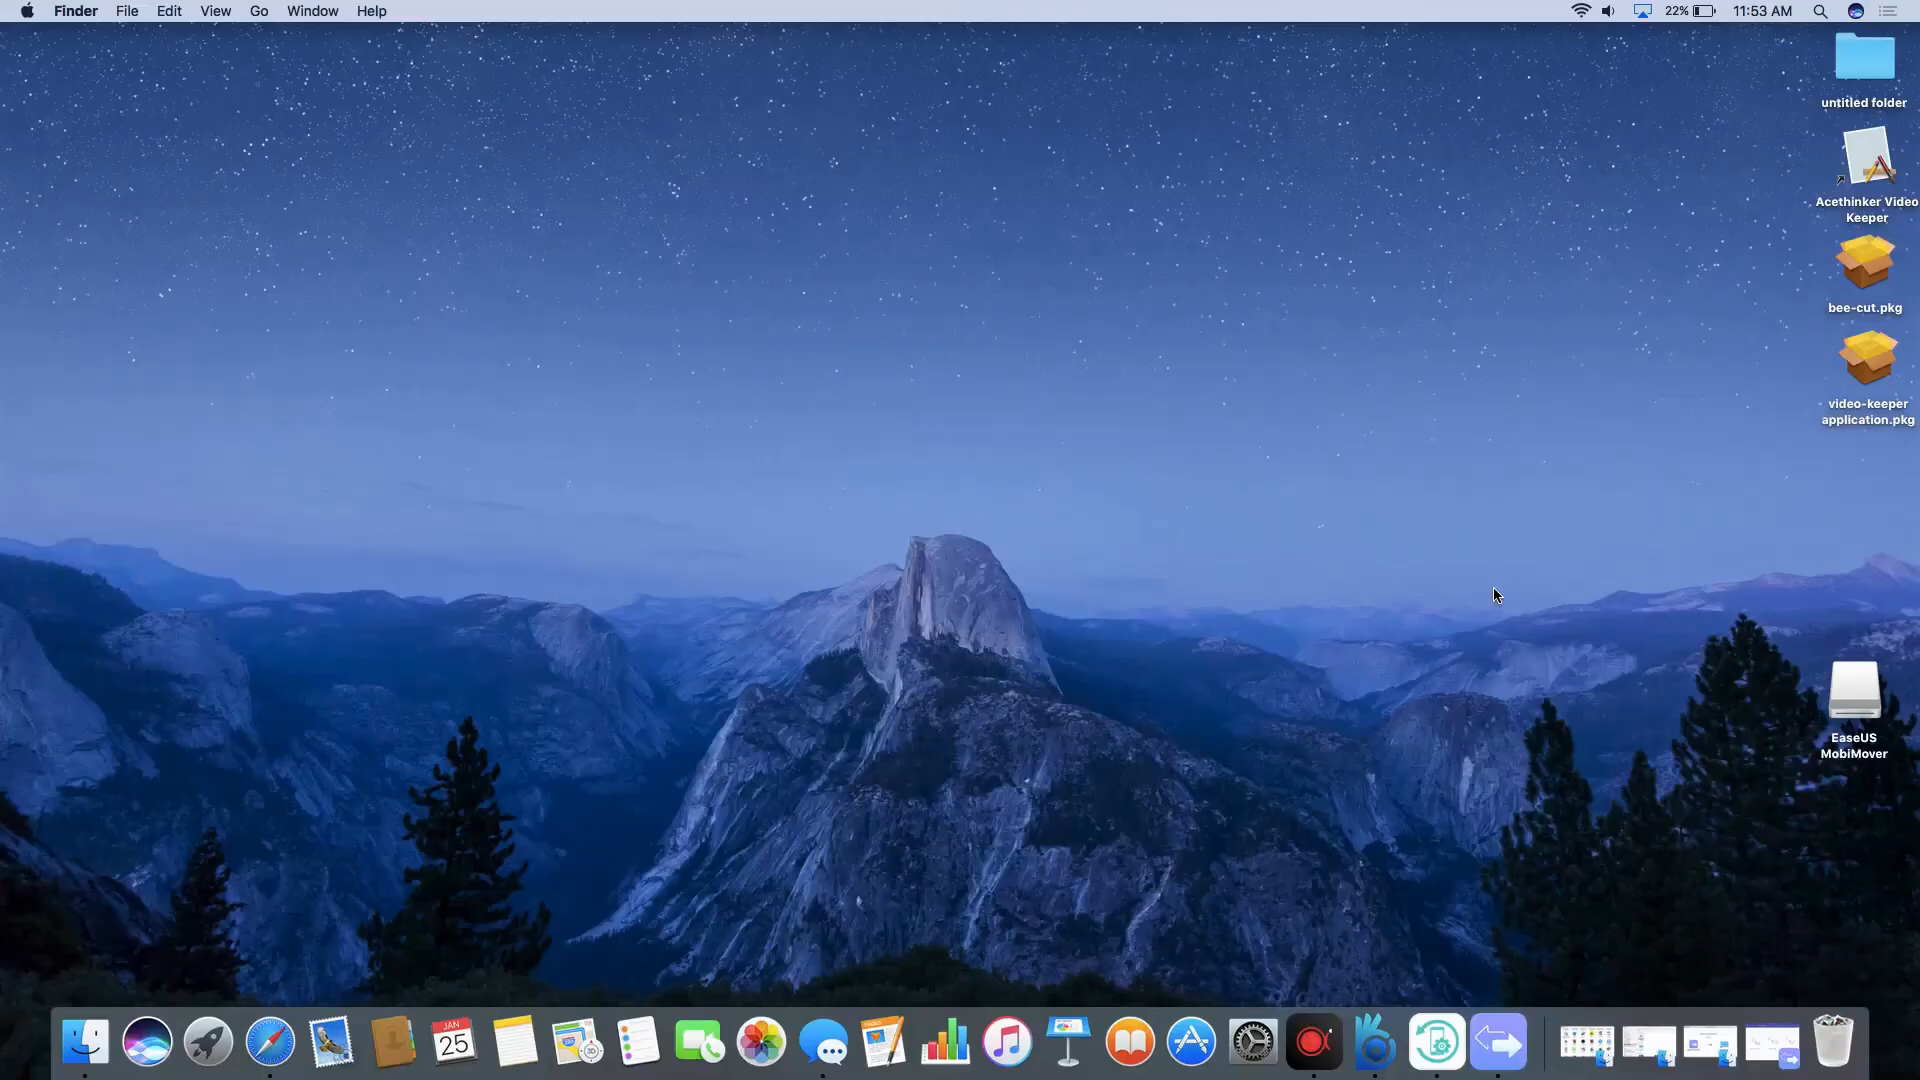 Finder File Edit View Go Window Help 22% 11:53 AM
untitled folder
Acethinker Video
Keeper
bee-cut.pkg
video-keeper
application.pkg
EaseUS
MobiMover
JAN
25